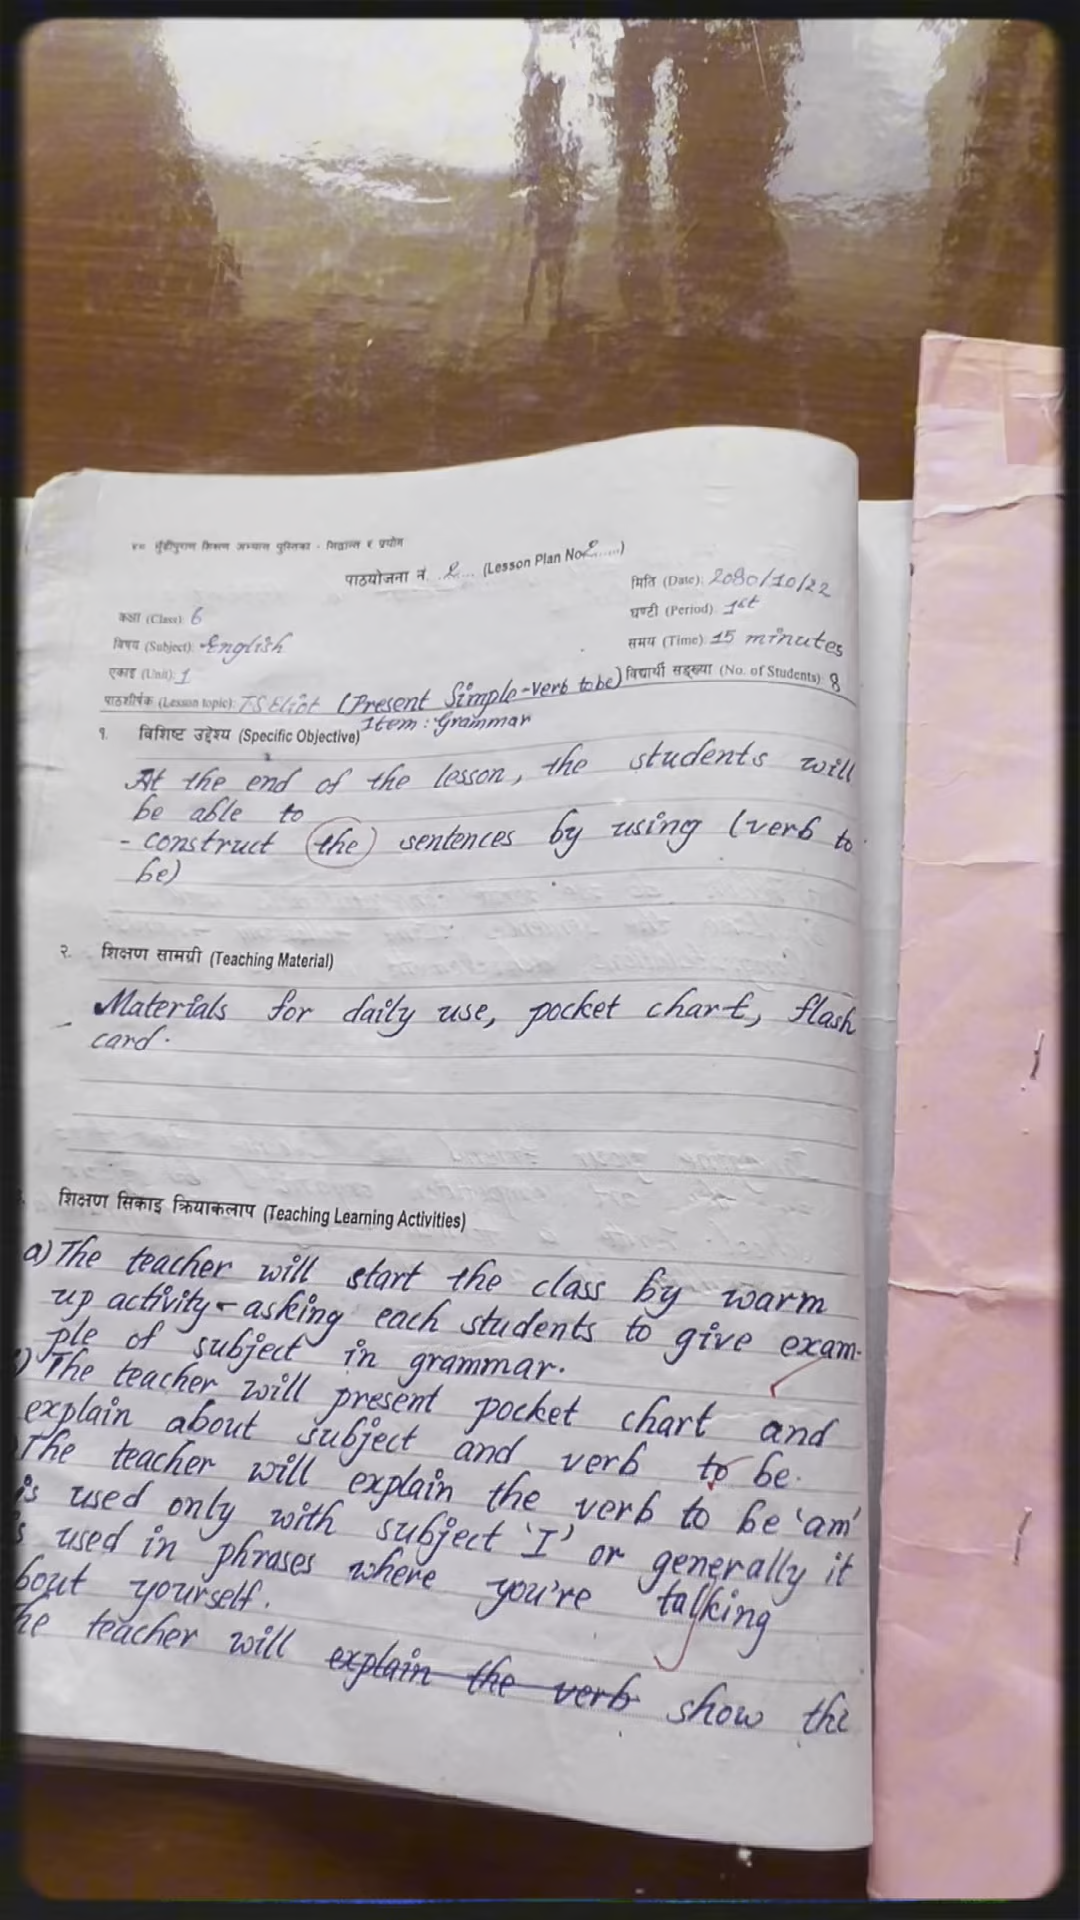 शिक्षण अभ्यास पुस्तिका - सिद्धान्त र प्रयोग
पाठयोजना नं. 2... (Lesson Plan No. 2......)
मिति (Date): 2080/10/22
कक्षा (Class): 6
घण्टी (Period): 1st
विषय (Subject): English
समय (Time): 15 minutes
एकाइ (Unit): 1
विद्यार्थी सङ्ख्या (No. of Students): 8
पाठशीर्षक (Lesson topic): T.S Eliot (Present Simple-verb to be)
Item: Grammar
१. विशिष्ट उद्देश्य (Specific Objective)
At the end of the lesson, the students will
be able to
- construct the sentences by using (verb to
be)
२. शिक्षण सामग्री (Teaching Material)
Materials for daily use, pocket chart, flash
card.
शिक्षण सिकाइ क्रियाकलाप (Teaching Learning Activities)
a) The teacher will start the class by warm
up activity - asking each students to give exam-
ple of subject in grammar.
) The teacher will present pocket chart and
explain about subject and verb to be.
The teacher will explain the verb to be 'am'
is used only with subject 'I' or generally it
s used in phrases where you're talking
bout yourself.
he teacher will explain the verb show the